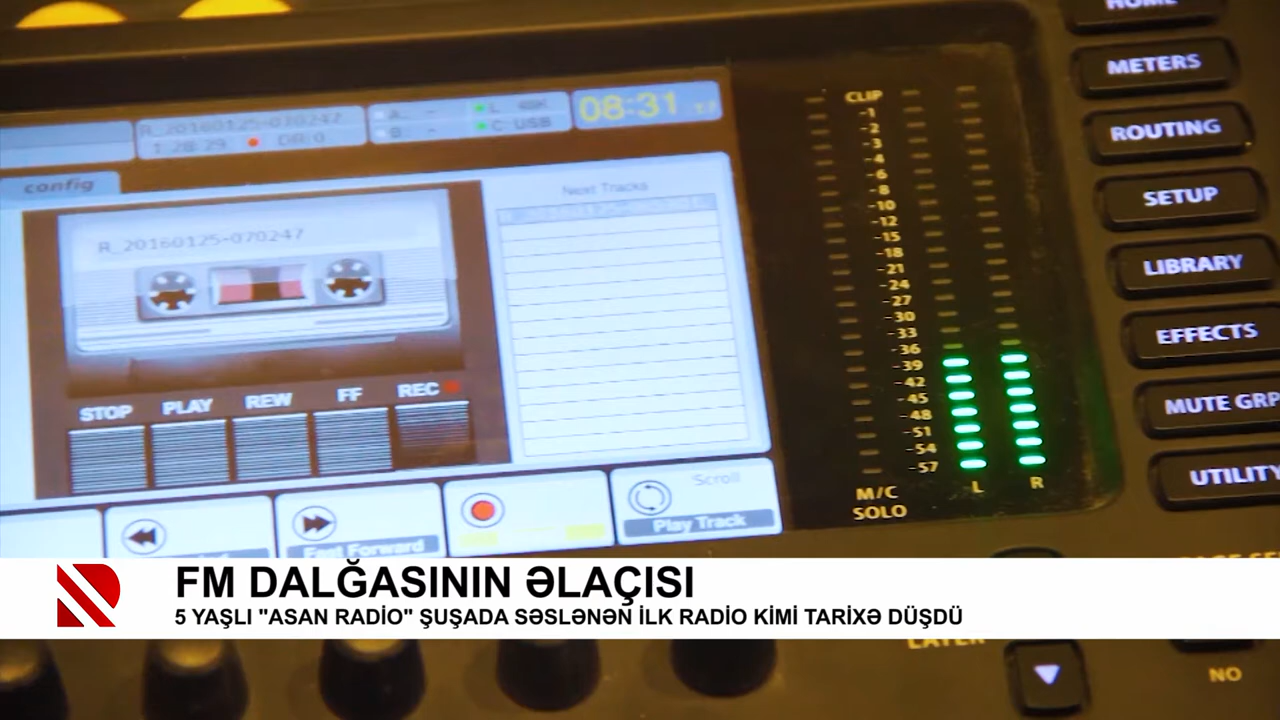 HOME
METERS
ROUTING
SETUP
LIBRARY
EFFECTS
MUTE GRP
UTILITY
R_20160125-070247
1:28:29
DIR:0
A: -
B: -
L 48K
C USB
08:31
config
R_20160125-070247
Next Tracks
STOP PLAY REW FF REC
Fast Forward
Scroll
Play Track
CLIP
-1
-2
-3
-4
-6
-8
-10
-12
-15
-18
-21
-24
-27
-30
-33
-36
-39
-42
-45
-48
-51
-54
-57
L R
M/C
SOLO
FM DALĞASININ ƏLAÇISI
5 YAŞLI "ASAN RADİO" ŞUŞADA SƏSLƏNƏN İLK RADİO KİMİ TARİXƏ DÜŞDÜ
LAYER
NO